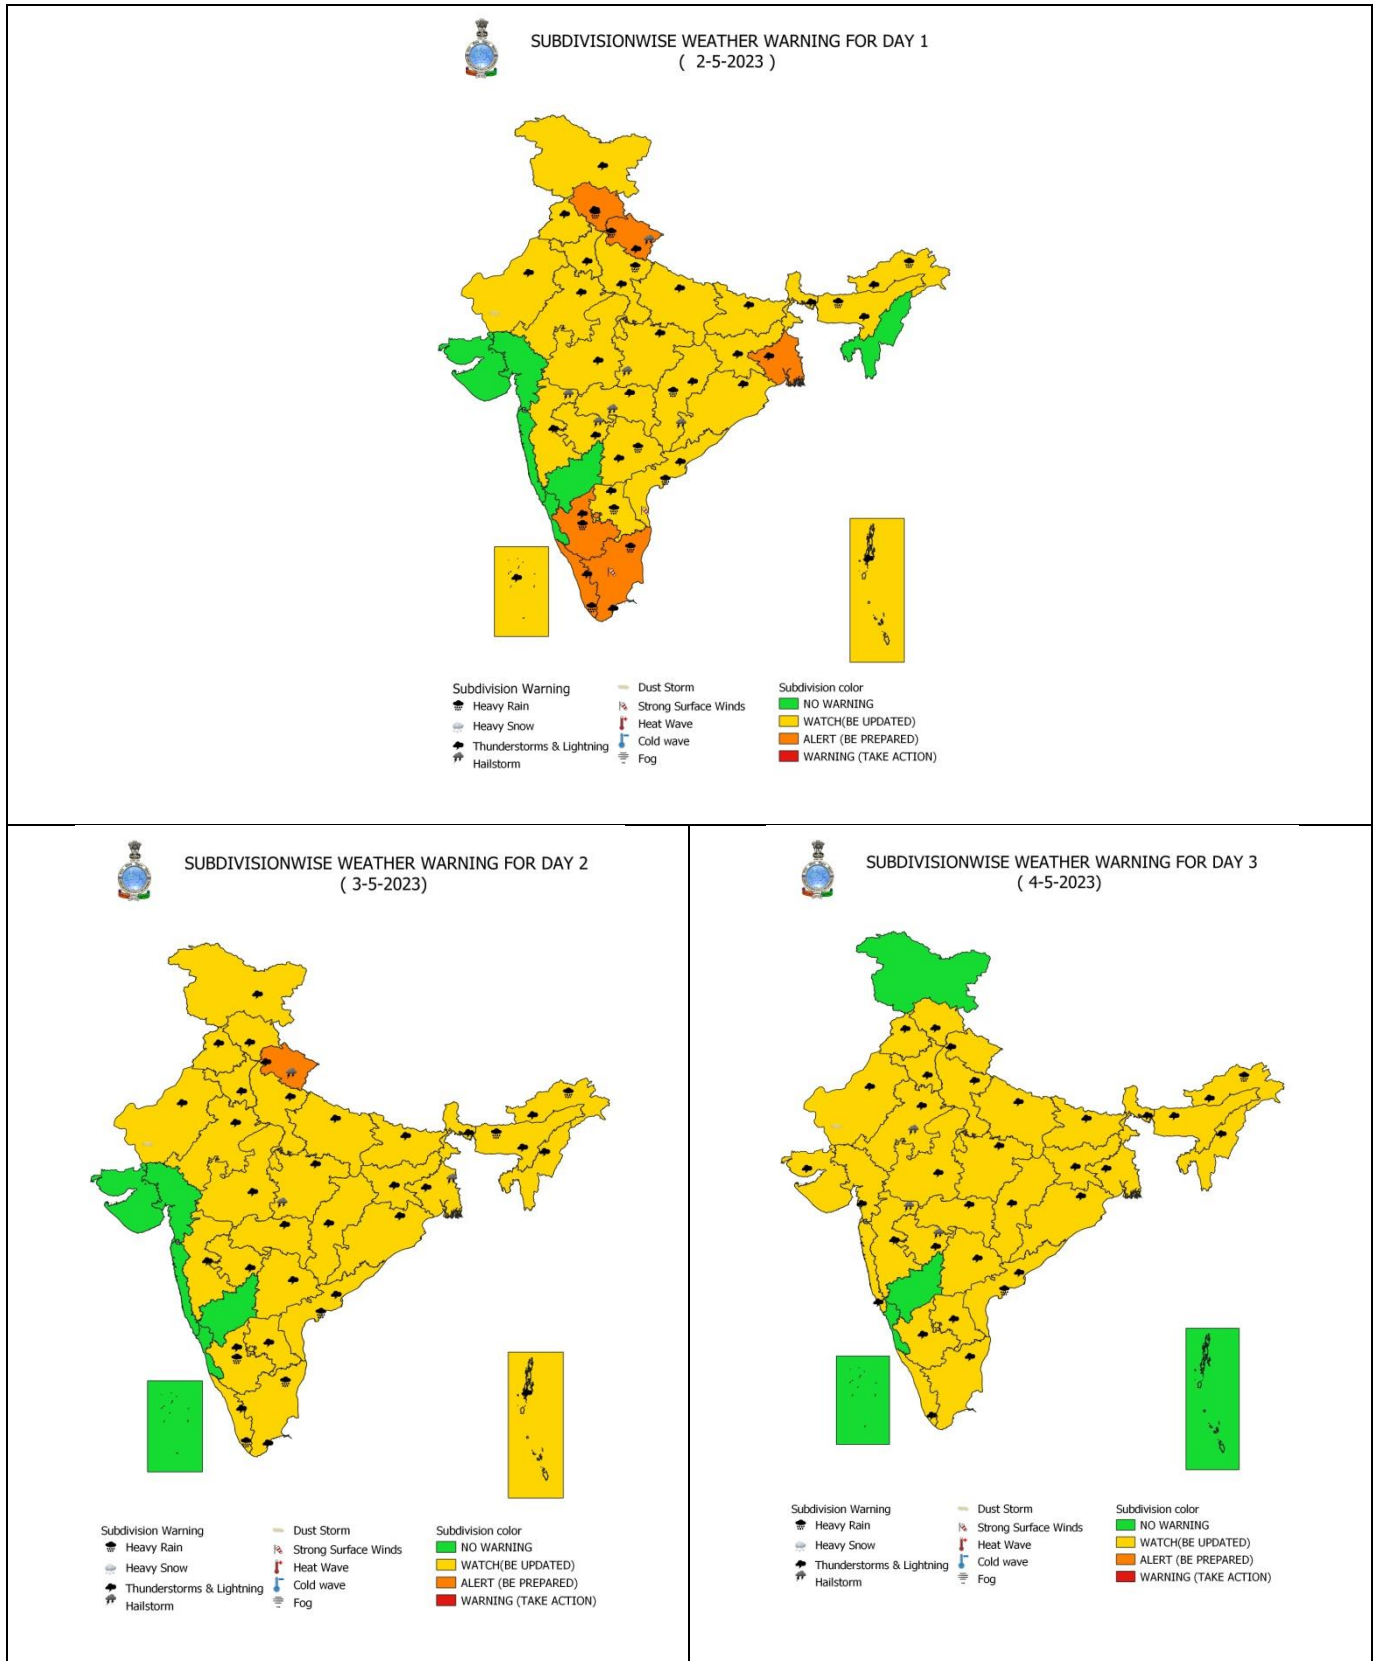 SUBDIVISIONWISE WEATHER WARNING FOR DAY 1
( 2-5-2023 )
Subdivision Warning
Heavy Rain
Heavy Snow
Thunderstorms & Lightning
Hailstorm
Dust Storm
Strong Surface Winds
Heat Wave
Cold wave
Fog
Subdivision color
NO WARNING
WATCH(BE UPDATED)
ALERT (BE PREPARED)
WARNING (TAKE ACTION)
SUBDIVISIONWISE WEATHER WARNING FOR DAY 2
( 3-5-2023)
Subdivision Warning
Heavy Rain
Heavy Snow
Thunderstorms & Lightning
Hailstorm
Dust Storm
Strong Surface Winds
Heat Wave
Cold wave
Fog
Subdivision color
NO WARNING
WATCH(BE UPDATED)
ALERT (BE PREPARED)
WARNING (TAKE ACTION)
SUBDIVISIONWISE WEATHER WARNING FOR DAY 3
( 4-5-2023)
Subdivision Warning
Heavy Rain
Heavy Snow
Thunderstorms & Lightning
Hailstorm
Dust Storm
Strong Surface Winds
Heat Wave
Cold wave
Fog
Subdivision color
NO WARNING
WATCH(BE UPDATED)
ALERT (BE PREPARED)
WARNING (TAKE ACTION)